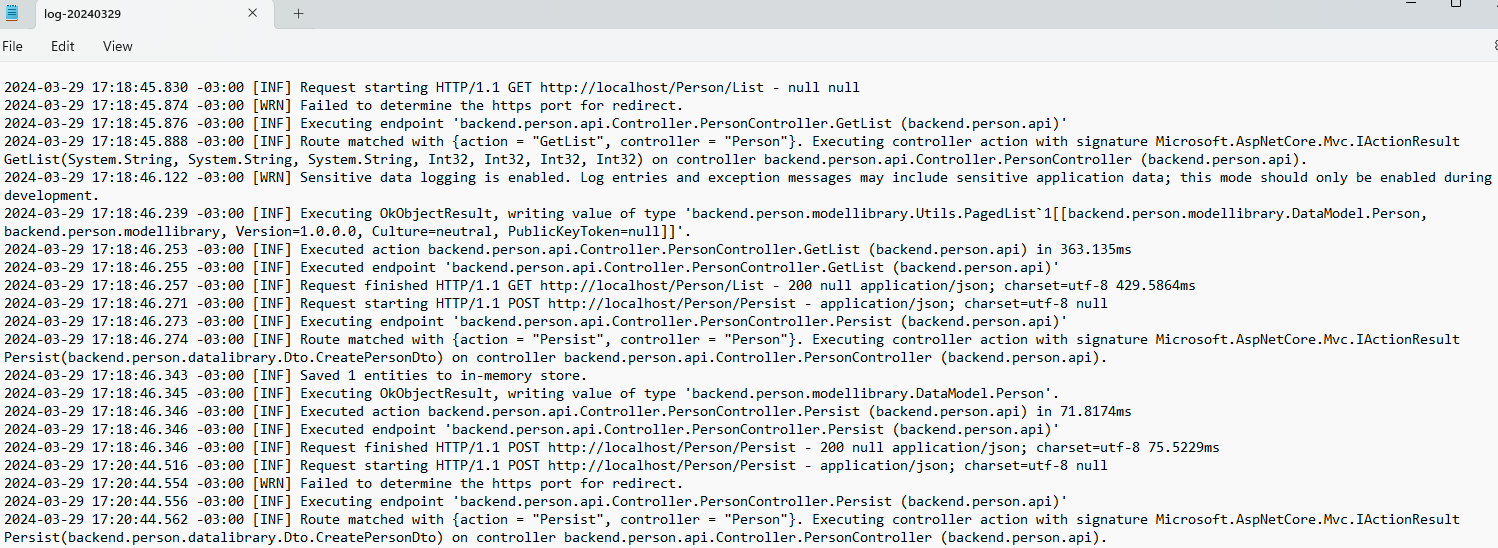 log-20240329
File Edit View
2024-03-29 17:18:45.830 -03:00 [INF] Request starting HTTP/1.1 GET http://localhost/Person/List - null null
2024-03-29 17:18:45.874 -03:00 [WRN] Failed to determine the https port for redirect.
2024-03-29 17:18:45.876 -03:00 [INF] Executing endpoint 'backend.person.api.Controller.PersonController.GetList (backend.person.api)'
2024-03-29 17:18:45.888 -03:00 [INF] Route matched with {action = "GetList", controller = "Person"}. Executing controller action with signature Microsoft.AspNetCore.Mvc.IActionResult
GetList(System.String, System.String, System.String, Int32, Int32, Int32, Int32) on controller backend.person.api.Controller.PersonController (backend.person.api).
2024-03-29 17:18:46.122 -03:00 [WRN] Sensitive data logging is enabled. Log entries and exception messages may include sensitive application data; this mode should only be enabled during
development.
2024-03-29 17:18:46.239 -03:00 [INF] Executing OkObjectResult, writing value of type 'backend.person.modellibrary.Utils.PagedList`1[[backend.person.modellibrary.DataModel.Person,
backend.person.modellibrary, Version=1.0.0.0, Culture=neutral, PublicKeyToken=null]]'.
2024-03-29 17:18:46.253 -03:00 [INF] Executed action backend.person.api.Controller.PersonController.GetList (backend.person.api) in 363.135ms
2024-03-29 17:18:46.255 -03:00 [INF] Executed endpoint 'backend.person.api.Controller.PersonController.GetList (backend.person.api)'
2024-03-29 17:18:46.257 -03:00 [INF] Request finished HTTP/1.1 GET http://localhost/Person/List - 200 null application/json; charset=utf-8 429.5864ms
2024-03-29 17:18:46.271 -03:00 [INF] Request starting HTTP/1.1 POST http://localhost/Person/Persist - application/json; charset=utf-8 null
2024-03-29 17:18:46.273 -03:00 [INF] Executing endpoint 'backend.person.api.Controller.PersonController.Persist (backend.person.api)'
2024-03-29 17:18:46.274 -03:00 [INF] Route matched with {action = "Persist", controller = "Person"}. Executing controller action with signature Microsoft.AspNetCore.Mvc.IActionResult
Persist(backend.person.datalibrary.Dto.CreatePersonDto) on controller backend.person.api.Controller.PersonController (backend.person.api).
2024-03-29 17:18:46.343 -03:00 [INF] Saved 1 entities to in-memory store.
2024-03-29 17:18:46.345 -03:00 [INF] Executing OkObjectResult, writing value of type 'backend.person.modellibrary.DataModel.Person'.
2024-03-29 17:18:46.346 -03:00 [INF] Executed action backend.person.api.Controller.PersonController.Persist (backend.person.api) in 71.8174ms
2024-03-29 17:18:46.346 -03:00 [INF] Executed endpoint 'backend.person.api.Controller.PersonController.Persist (backend.person.api)'
2024-03-29 17:18:46.346 -03:00 [INF] Request finished HTTP/1.1 POST http://localhost/Person/Persist - 200 null application/json; charset=utf-8 75.5229ms
2024-03-29 17:20:44.516 -03:00 [INF] Request starting HTTP/1.1 POST http://localhost/Person/Persist - application/json; charset=utf-8 null
2024-03-29 17:20:44.554 -03:00 [WRN] Failed to determine the https port for redirect.
2024-03-29 17:20:44.556 -03:00 [INF] Executing endpoint 'backend.person.api.Controller.PersonController.Persist (backend.person.api)'
2024-03-29 17:20:44.562 -03:00 [INF] Route matched with {action = "Persist", controller = "Person"}. Executing controller action with signature Microsoft.AspNetCore.Mvc.IActionResult
Persist(backend.person.datalibrary.Dto.CreatePersonDto) on controller backend.person.api.Controller.PersonController (backend.person.api).